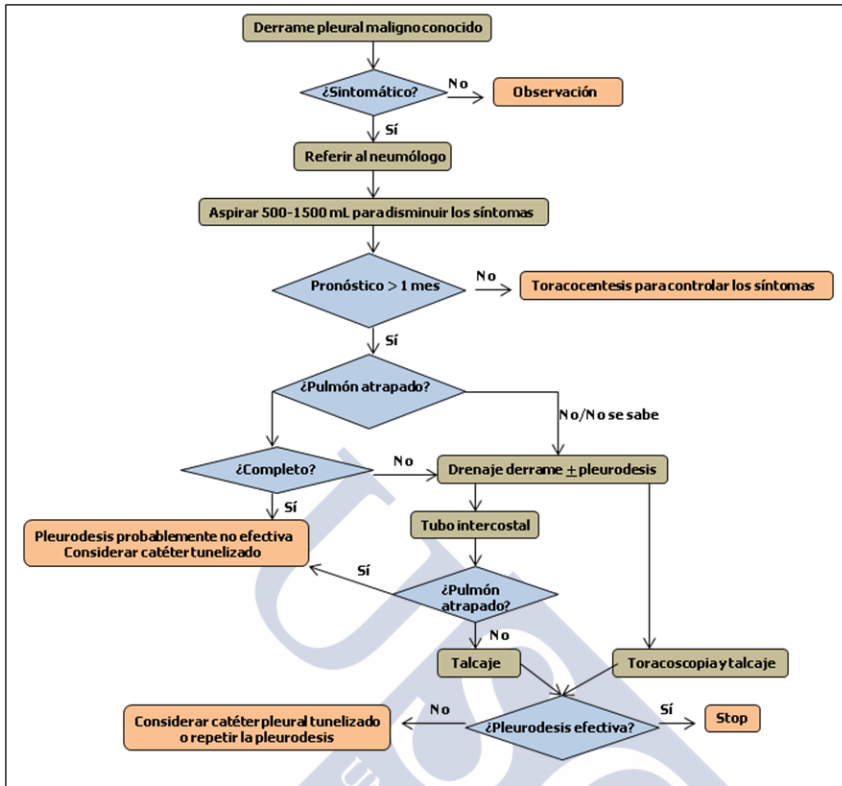 Derrame pleural maligno conocido
¿Sintomático?
No
Observación
Sí
Referir al neumólogo
Aspirar 500-1500 mL para disminuir los síntomas
Pronóstico > 1 mes
No
Toracocentesis para controlar los síntomas
Sí
¿Pulmón atrapado?
No/No se sabe
¿Completo?
No
Drenaje derrame ± pleurodesis
Sí
Pleurodesis probablemente no efectiva
Considerar catéter tunelizado
Tubo intercostal
Sí
¿Pulmón
atrapado?
No
Talcaje
Toracoscopia y talcaje
Considerar catéter pleural tunelizado
o repetir la pleurodesis
No
¿Pleurodesis efectiva?
Sí
Stop